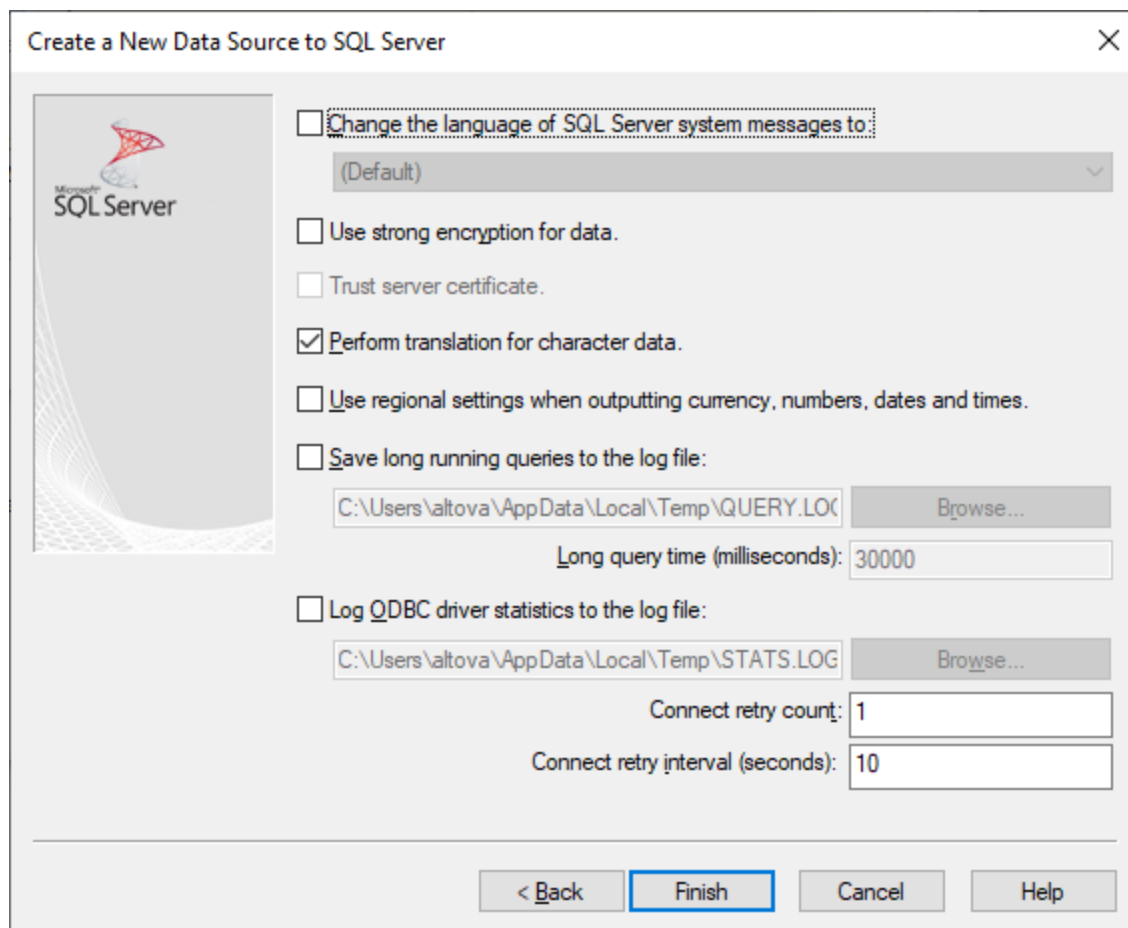 Create a New Data Source to SQL Server
Microsoft®
SQL Server
Change the language of SQL Server system messages to:
(Default)
Use strong encryption for data.
Trust server certificate.
Perform translation for character data.
Use regional settings when outputting currency, numbers, dates and times.
Save long running queries to the log file:
C:\Users\altova\AppData\Local\Temp\QUERY.LOG Browse...
Long query time (milliseconds): 30000
Log ODBC driver statistics to the log file:
C:\Users\altova\AppData\Local\Temp\STATS.LOG Browse...
Connect retry count: 1
Connect retry interval (seconds): 10
< Back Finish Cancel Help